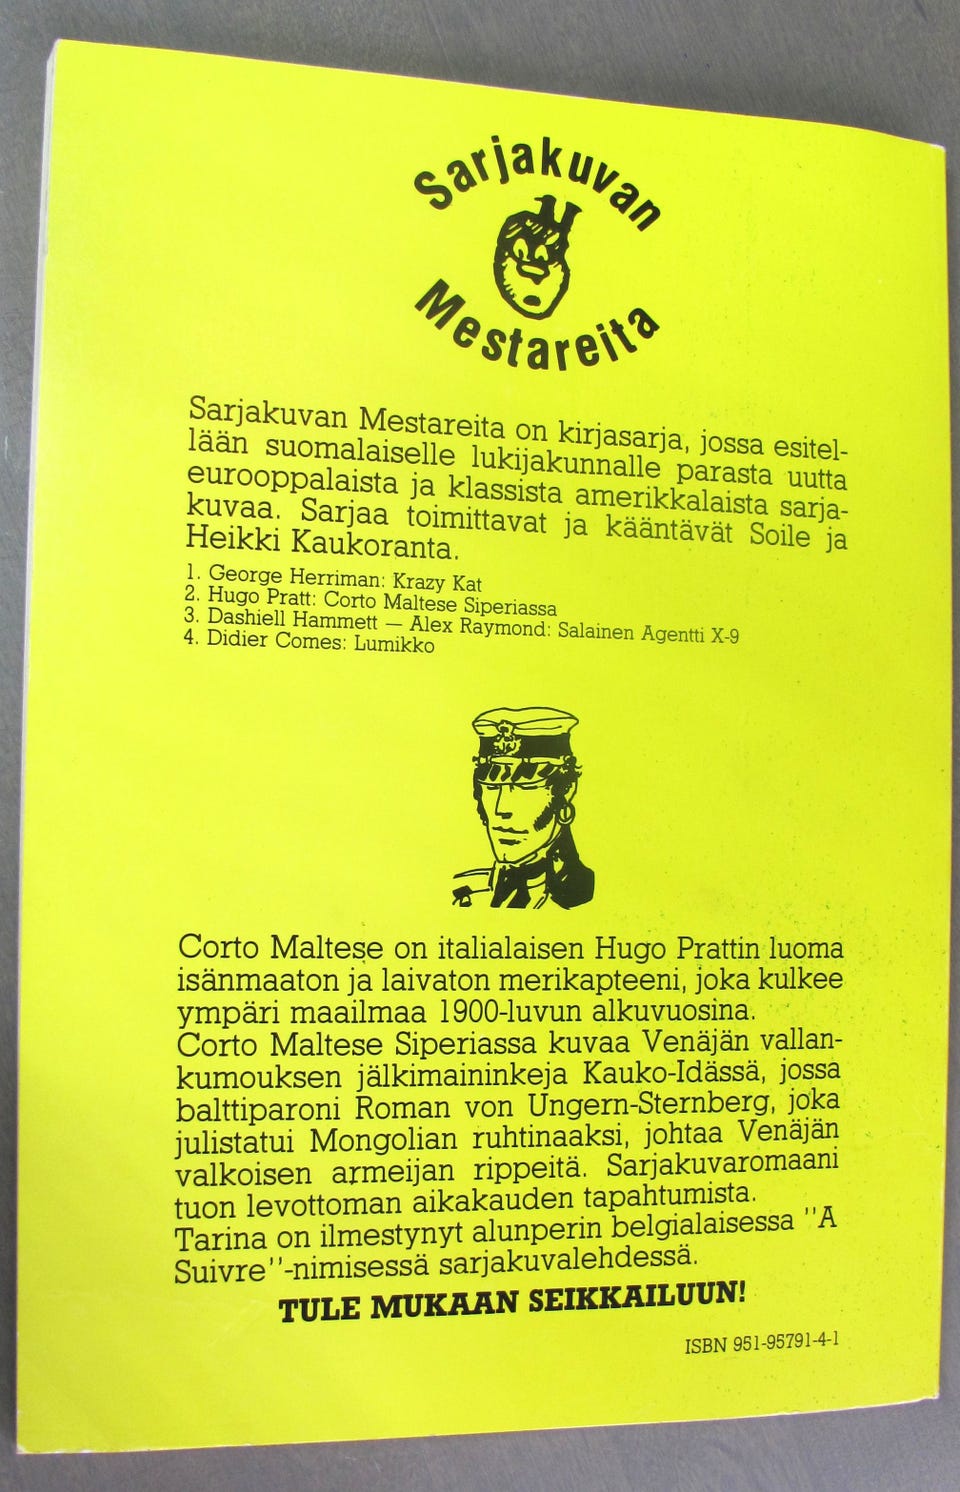 Sarjakuvan
Mestareita
Sarjakuvan Mestareita on kirjasarja, jossa esitel-
lään suomalaiselle lukijakunnalle parasta uutta
eurooppalaista ja klassista amerikkalaista sarja-
kuvaa. Sarjaa toimittavat ja kääntävät Soile ja
Heikki Kaukoranta.
1. George Herriman: Krazy Kat
2. Hugo Pratt: Corto Maltese Siperiassa
3. Dashiell Hammett — Alex Raymond: Salainen Agentti X-9
4. Didier Comes: Lumikko
Corto Maltese on italialaisen Hugo Prattin luoma
isänmaaton ja laivaton merikapteeni, joka kulkee
ympäri maailmaa 1900-luvun alkuvuosina.
Corto Maltese Siperiassa kuvaa Venäjän vallan-
kumouksen jälkimaininkeja Kauko-Idässä, jossa
balttiparoni Roman von Ungern-Sternberg, joka
julistatui Mongolian ruhtinaaksi, johtaa Venäjän
valkoisen armeijan rippeitä. Sarjakuvaromaani
tuon levottoman aikakauden tapahtumista.
Tarina on ilmestynyt alunperin belgialaisessa "A
Suivre"-nimisessä sarjakuvalehdessä.
TULE MUKAAN SEIKKAILUUN!
ISBN 951-95791-4-1